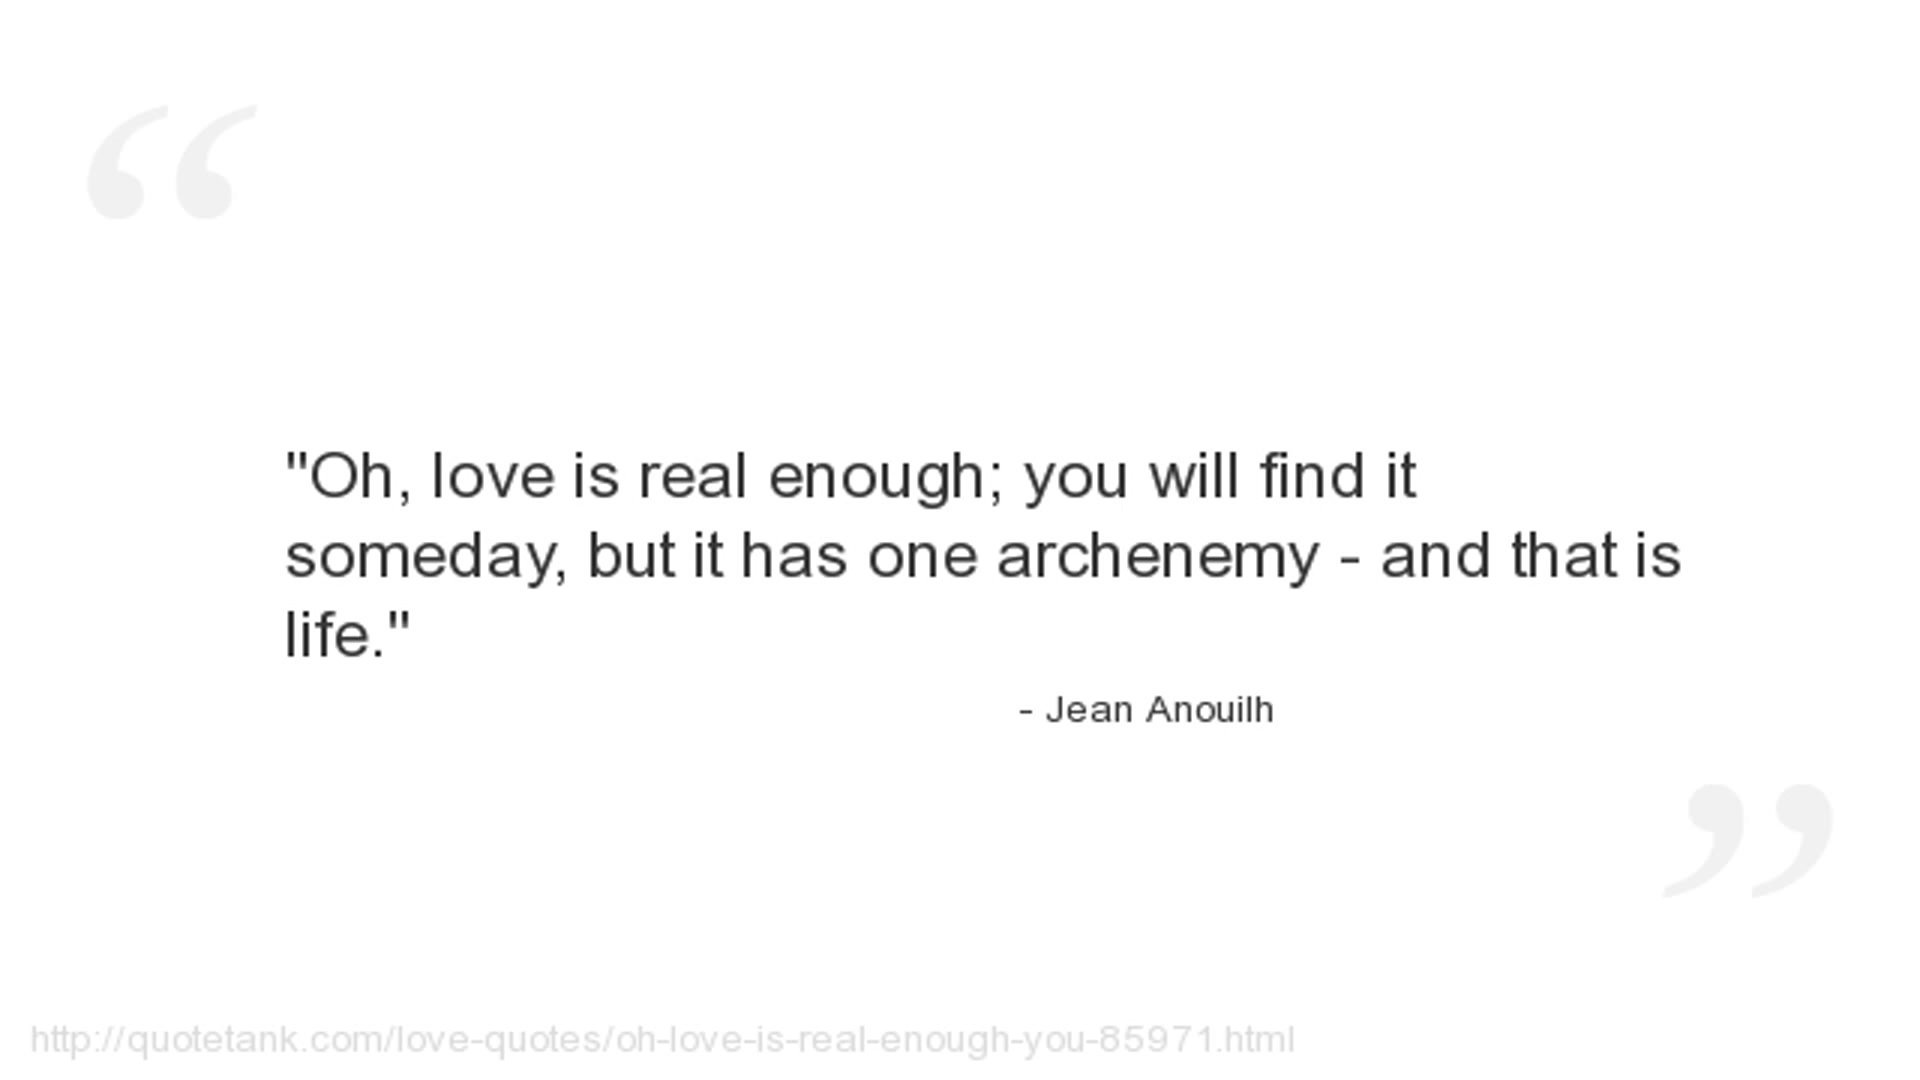 "Oh, love is real enough; you will find it
someday, but it has one archenemy - and that is
life."
- Jean Anouilh
http://quotetank.com/love-quotes/oh-love-is-real-enough-you-85971.html